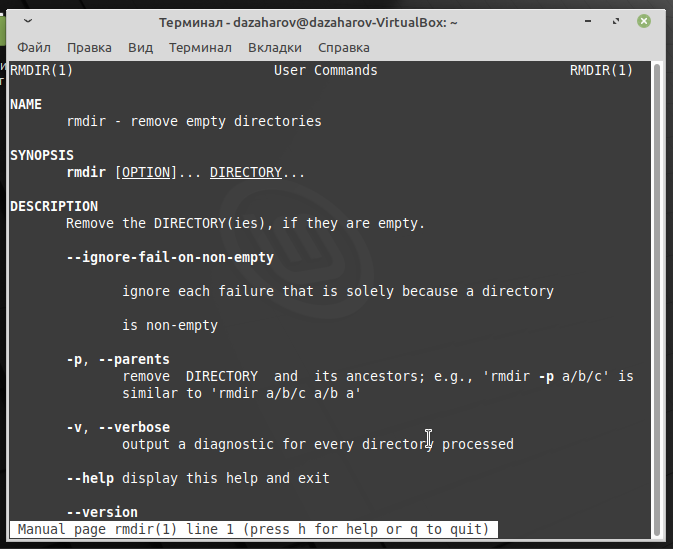 Терминал - dazaharov@dazaharov-VirtualBox: ~
Файл Правка Вид Терминал Вкладки Справка
RMDIR(1) User Commands RMDIR(1)
NAME
rmdir - remove empty directories
SYNOPSIS
rmdir [OPTION]... DIRECTORY...
DESCRIPTION
Remove the DIRECTORY(ies), if they are empty.
--ignore-fail-on-non-empty
ignore each failure that is solely because a directory
is non-empty
-p, --parents
remove DIRECTORY and its ancestors; e.g., 'rmdir -p a/b/c' is
similar to 'rmdir a/b/c a/b a'
-v, --verbose
output a diagnostic for every directory processed
--help display this help and exit
--version
Manual page rmdir(1) line 1 (press h for help or q to quit)